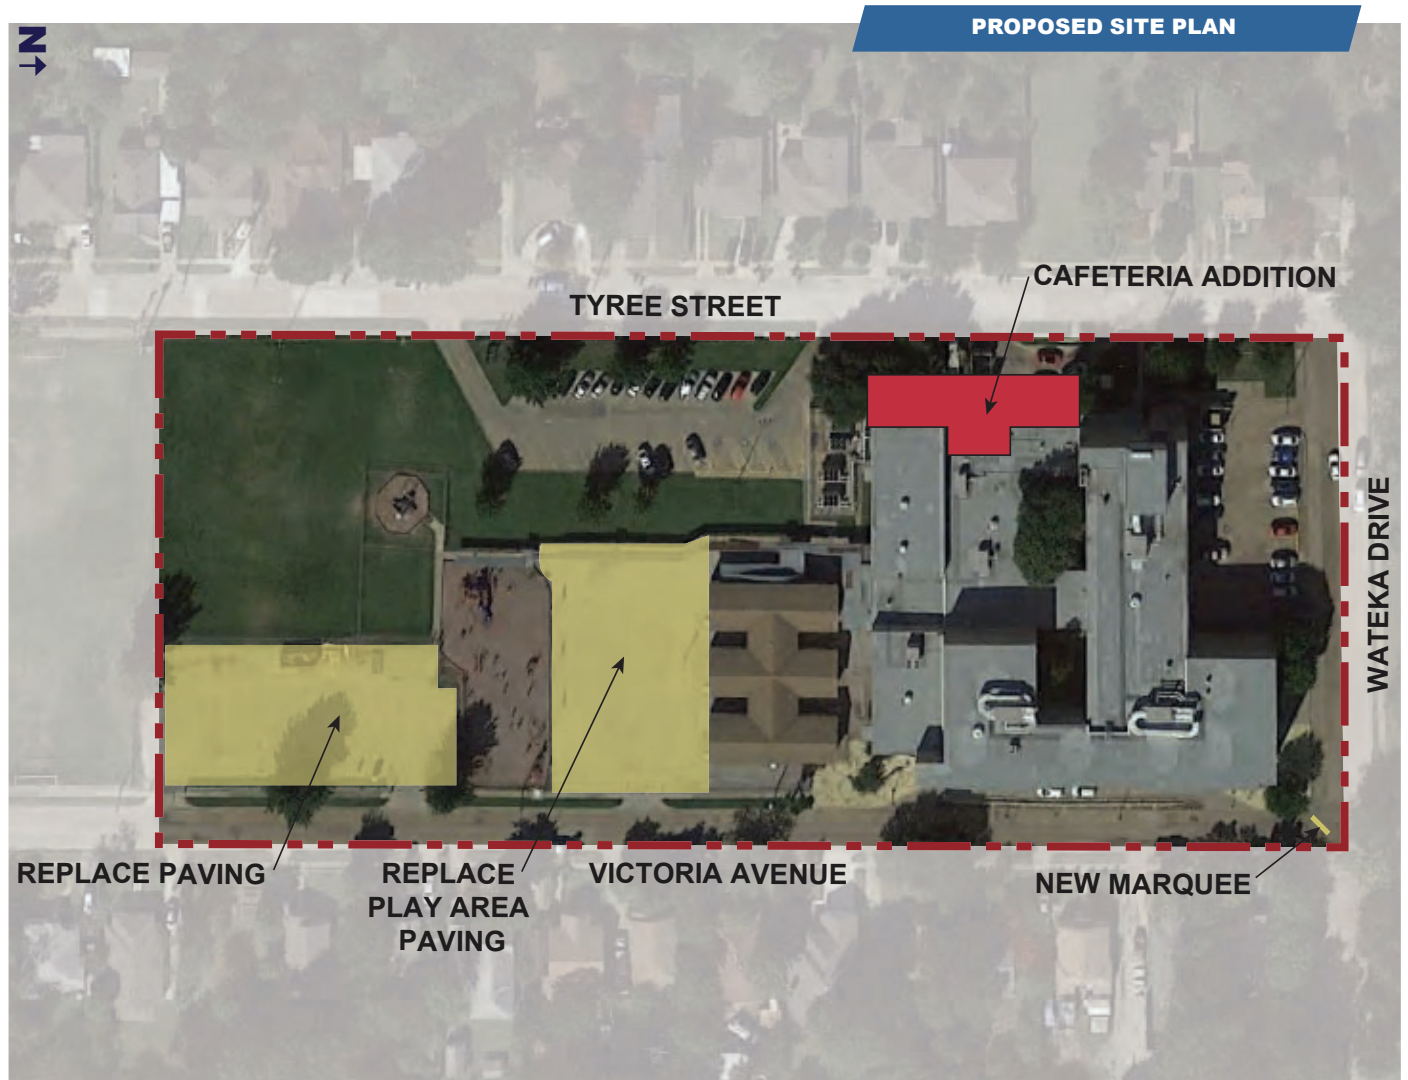 PROPOSED SITE PLAN
N
CAFETERIA ADDITION
TYREE STREET
WATEKA DRIVE
REPLACE PAVING
REPLACE
PLAY AREA
PAVING
VICTORIA AVENUE
NEW MARQUEE